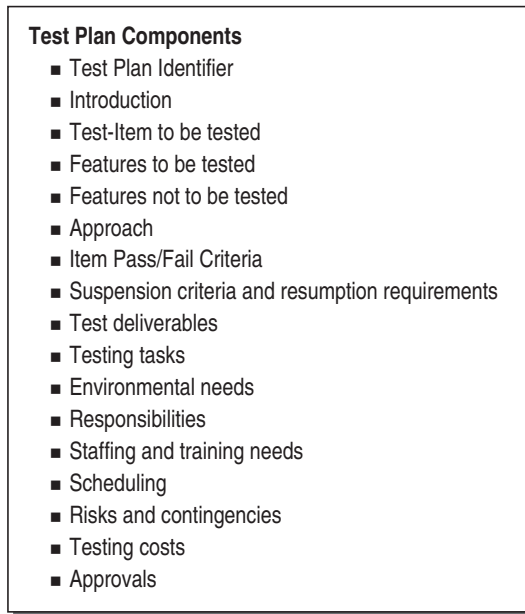 Test Plan Components
■ Test Plan Identifier
■ Introduction
■ Test-Item to be tested
■ Features to be tested
■ Features not to be tested
■ Approach
■ Item Pass/Fail Criteria
■ Suspension criteria and resumption requirements
■ Test deliverables
■ Testing tasks
■ Environmental needs
■ Responsibilities
■ Staffing and training needs
■ Scheduling
■ Risks and contingencies
■ Testing costs
■ Approvals